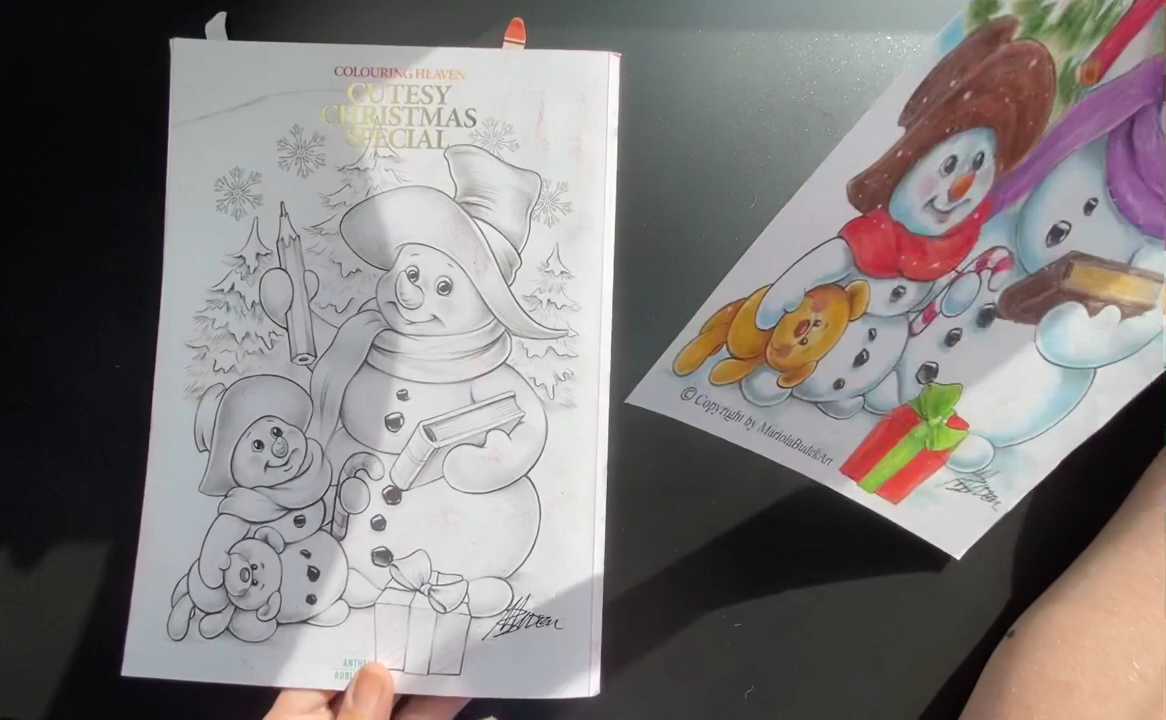 COLOURING HEAVEN
CUTESY
CHRISTMAS
SPECIAL
© Copyright by MariolaBudekArt